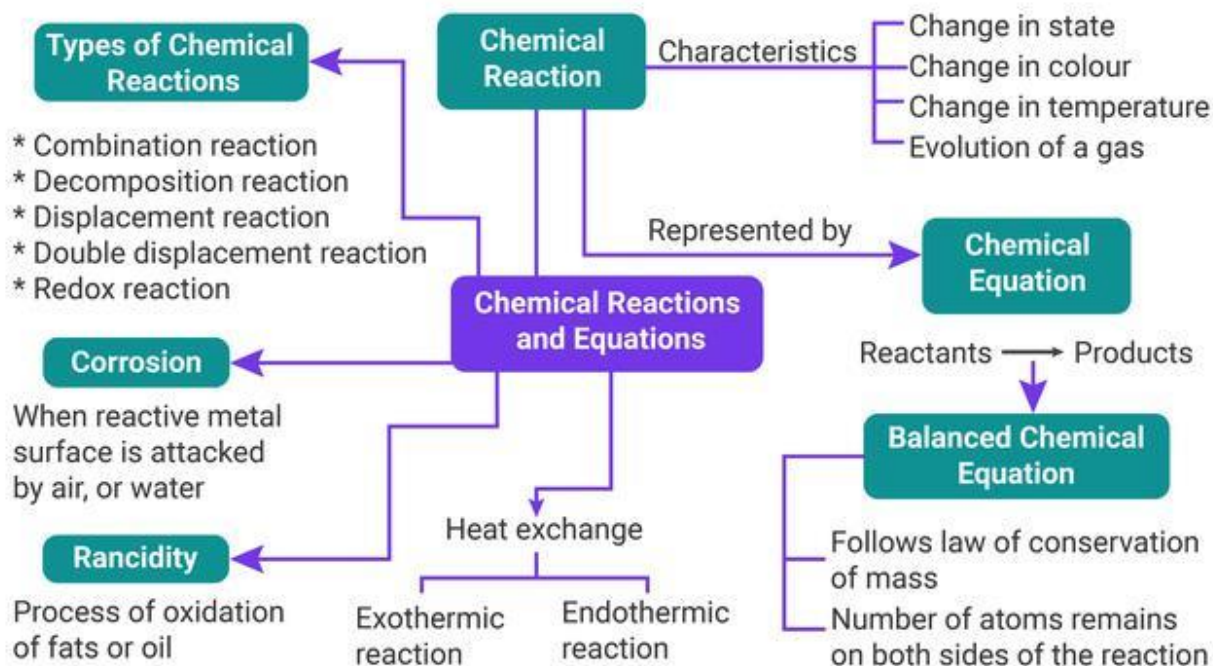 Types of Chemical
Reactions
* Combination reaction
* Decomposition reaction
* Displacement reaction
* Double displacement reaction
* Redox reaction
Chemical
Reaction
Characteristics
Change in state
Change in colour
Change in temperature
Evolution of a gas
Represented by
Chemical
Equation
Chemical Reactions
and Equations
Reactants → Products
Balanced Chemical
Equation
Follows law of conservation
of mass
Number of atoms remains
on both sides of the reaction
Corrosion
When reactive metal
surface is attacked
by air, or water
Rancidity
Process of oxidation
of fats or oil
Heat exchange
Exothermic
reaction
Endothermic
reaction